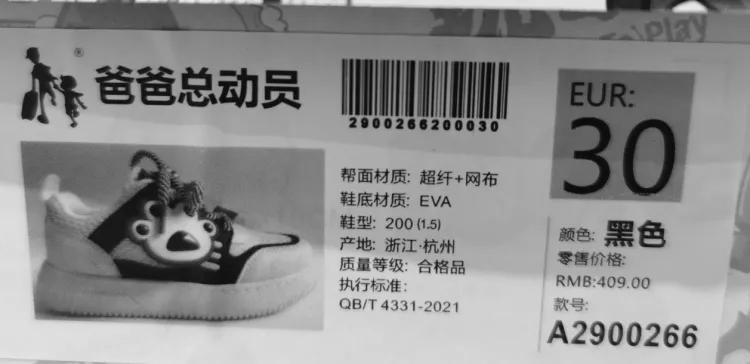 Play
®
爸爸总动员
2900266200030
帮面材质: 超纤+网布
鞋底材质: EVA
鞋型: 200 (1.5)
产地: 浙江·杭州
质量等级: 合格品
执行标准:
QB/T 4331-2021
EUR:
30
颜色: 黑色
零售价格:
RMB:409.00
款号:
A2900266